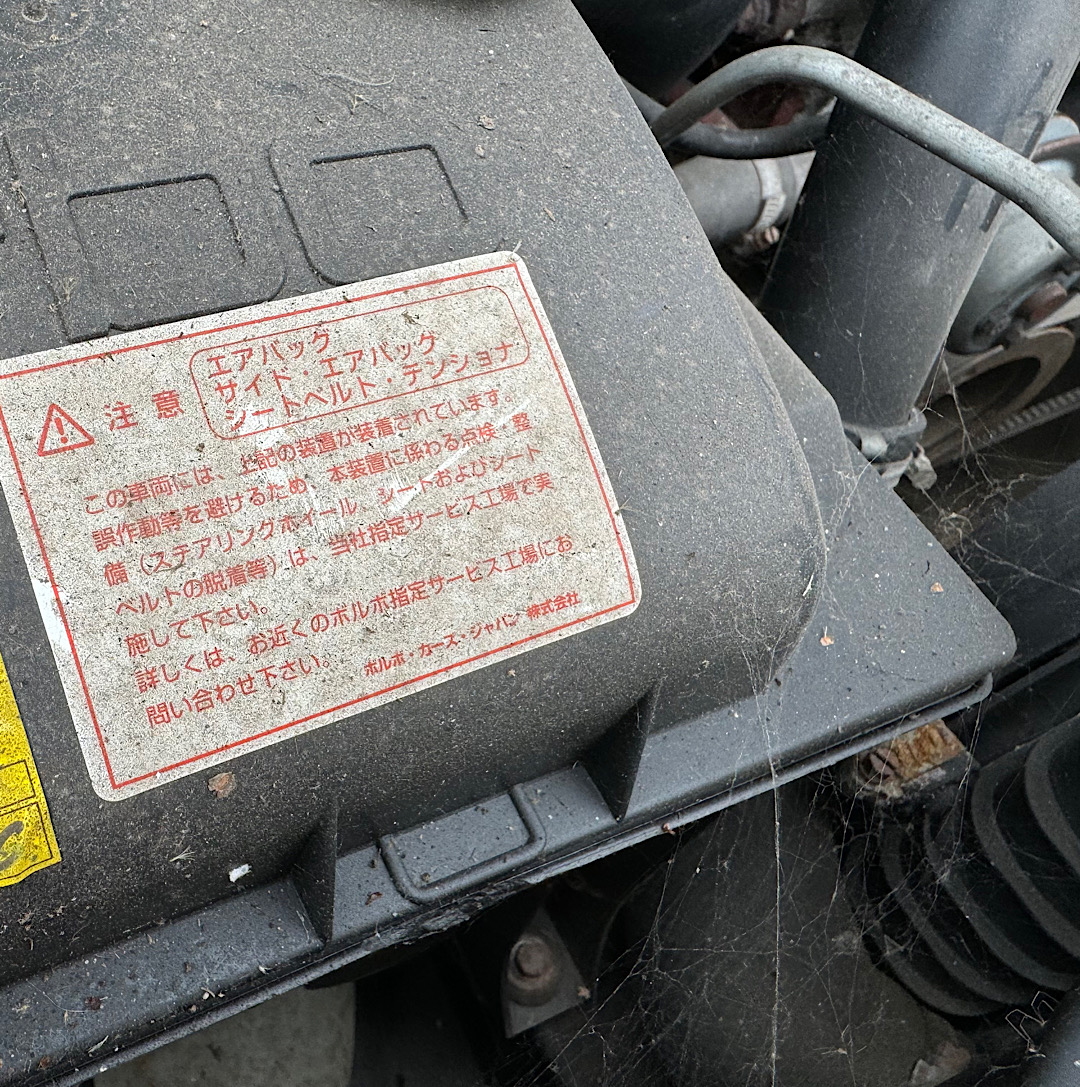 注意
エアバッグ
サイド・エアバッグ
シートベルト・テンショナ
この車両には、上記の装置が装着されています。
誤作動等を避けるため、本装置に係わる点検・整
備（ステアリングホイール、シートおよびシート
ベルトの脱着等）は、当社指定サービス工場で実
施して下さい。
詳しくは、お近くのボルボ指定サービス工場にお
問い合わせ下さい。
ボルボ・カーズ・ジャパン 株式会社